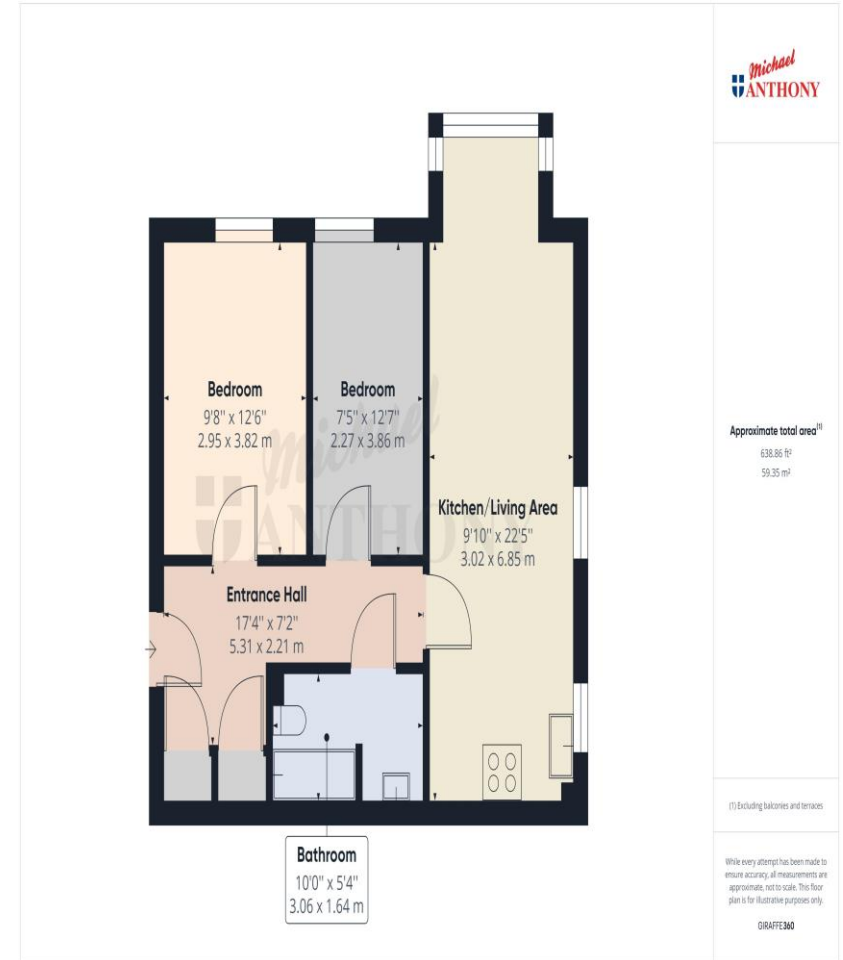 Michael
ANTHONY
Bedroom
9'8" x 12'6"
2.95 x 3.82 m
Bedroom
7'5" x 12'7"
2.27 x 3.86 m
Kitchen/Living Area
9'10" x 22'5"
3.02 x 6.85 m
Entrance Hall
17'4" x 7'2"
5.31 x 2.21 m
Bathroom
10'0" x 5'4"
3.06 x 1.64 m
Michael
ANTHONY
Approximate total area(1)
638.86 ft²
59.35 m²
(1) Excluding balconies and terraces
While every attempt has been made to
ensure accuracy, all measurements are
approximate, not to scale. This floor
plan is for illustrative purposes only.
GIRAFFE360